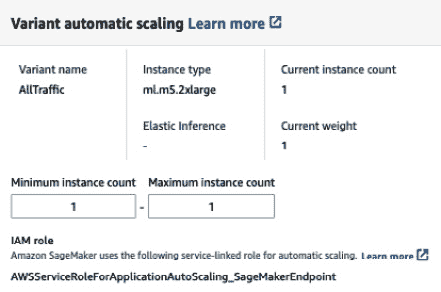 Variant automatic scaling Learn more
Variant name Instance type Current instance count
AllTraffic ml.m5.2xlarge 1
Elastic Inference Current weight
- 1
Minimum instance count Maximum instance count
1 - 1
IAM role
Amazon SageMaker uses the following service-linked role for automatic scaling. Learn more
AWSServiceRoleForApplicationAutoScaling_SageMakerEndpoint